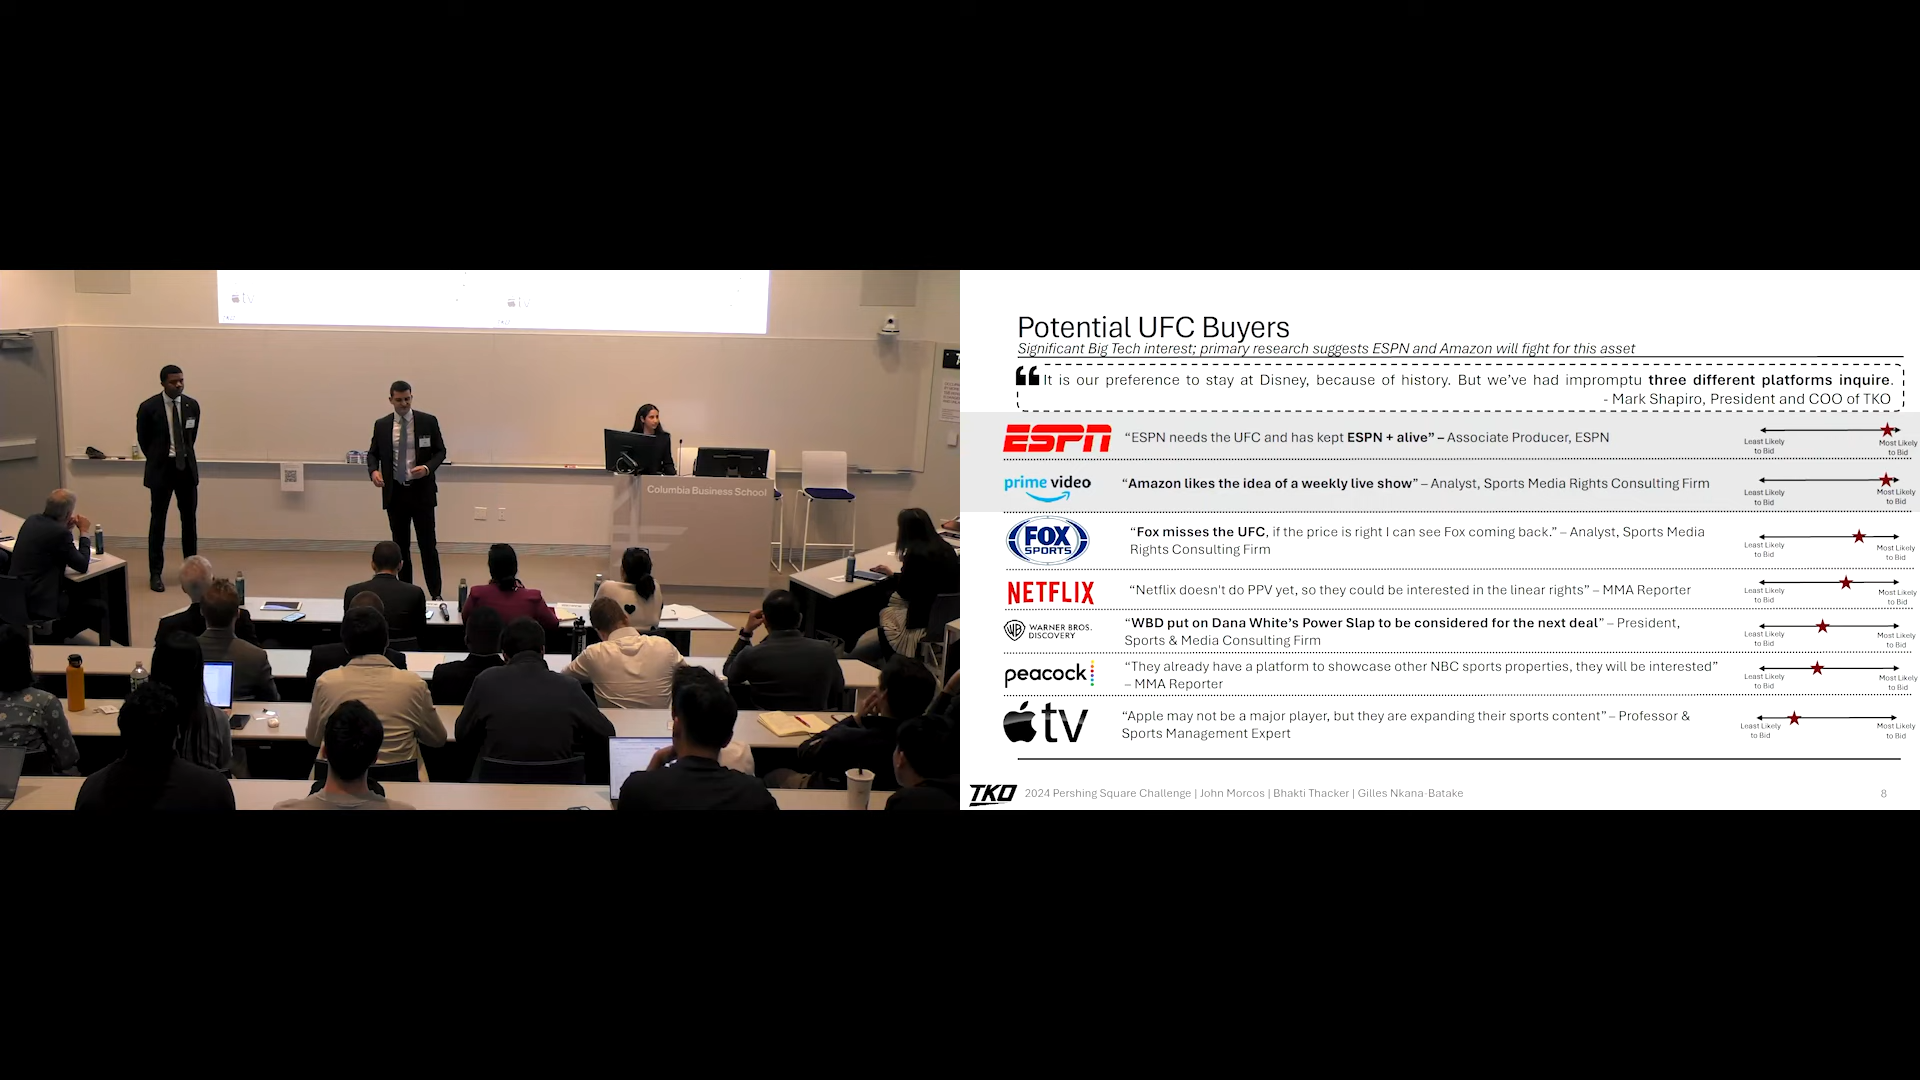 tv
tv
Columbia Business School
Potential UFC Buyers
Significant Big Tech interest; primary research suggests ESPN and Amazon will fight for this asset
“It is our preference to stay at Disney, because of history. But we’ve had impromptu three different platforms inquire.
- Mark Shapiro, President and COO of TKO
ESPN
“ESPN needs the UFC and has kept ESPN + alive” – Associate Producer, ESPN
Least Likely
to Bid
Most Likely
to Bid
prime video
“Amazon likes the idea of a weekly live show” – Analyst, Sports Media Rights Consulting Firm
Least Likely
to Bid
Most Likely
to Bid
FOX
SPORTS
“Fox misses the UFC, if the price is right I can see Fox coming back.” – Analyst, Sports Media
Rights Consulting Firm
Least Likely
to Bid
Most Likely
to Bid
NETFLIX
“Netflix doesn't do PPV yet, so they could be interested in the linear rights” – MMA Reporter
Least Likely
to Bid
Most Likely
to Bid
WB
WARNER BROS.
DISCOVERY
“WBD put on Dana White’s Power Slap to be considered for the next deal” – President,
Sports & Media Consulting Firm
Least Likely
to Bid
Most Likely
to Bid
peacock
“They already have a platform to showcase other NBC sports properties, they will be interested”
– MMA Reporter
Least Likely
to Bid
Most Likely
to Bid
tv
“Apple may not be a major player, but they are expanding their sports content” – Professor &
Sports Management Expert
Least Likely
to Bid
Most Likely
to Bid
TKO
2024 Pershing Square Challenge | John Morcos | Bhakti Thacker | Gilles Nkana-Batake
8